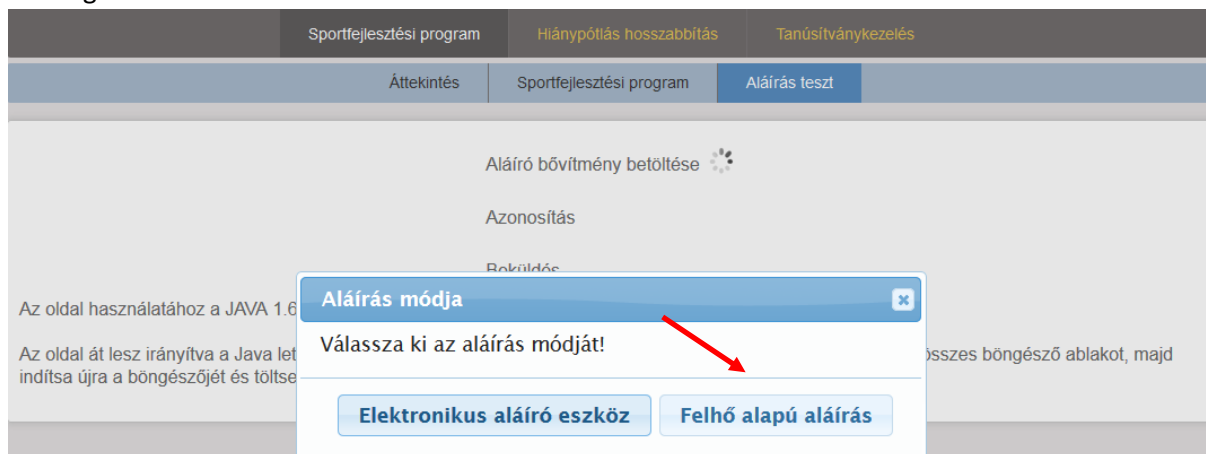 Sportfejlesztési program Hiánypótlás hosszabbítás Tanúsítványkezelés
Áttekintés Sportfejlesztési program Aláírás teszt
Aláíró bővítmény betöltése
Azonosítás
Beküldés
Az oldal használatához a JAVA 1.6
Aláírás módja
Válassza ki az aláírás módját!
Az oldal át lesz irányítva a Java let összes böngésző ablakot, majd
indítsa újra a böngészőjét és töltse
Elektronikus aláíró eszköz Felhő alapú aláírás